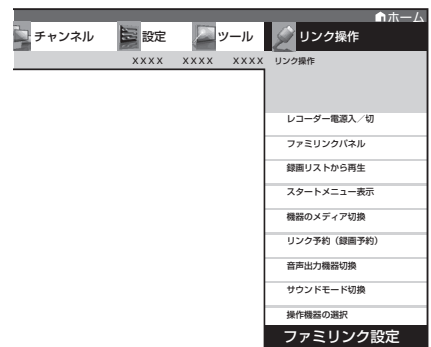 ホーム
チャンネル 設定 ツール リンク操作
XXXX XXXX XXXX リンク操作
レコーダー電源入／切
ファミリンクパネル
録画リストから再生
スタートメニュー表示
機器のメディア切換
リンク予約（録画予約）
音声出力機器切換
サウンドモード切換
操作機器の選択
ファミリンク設定